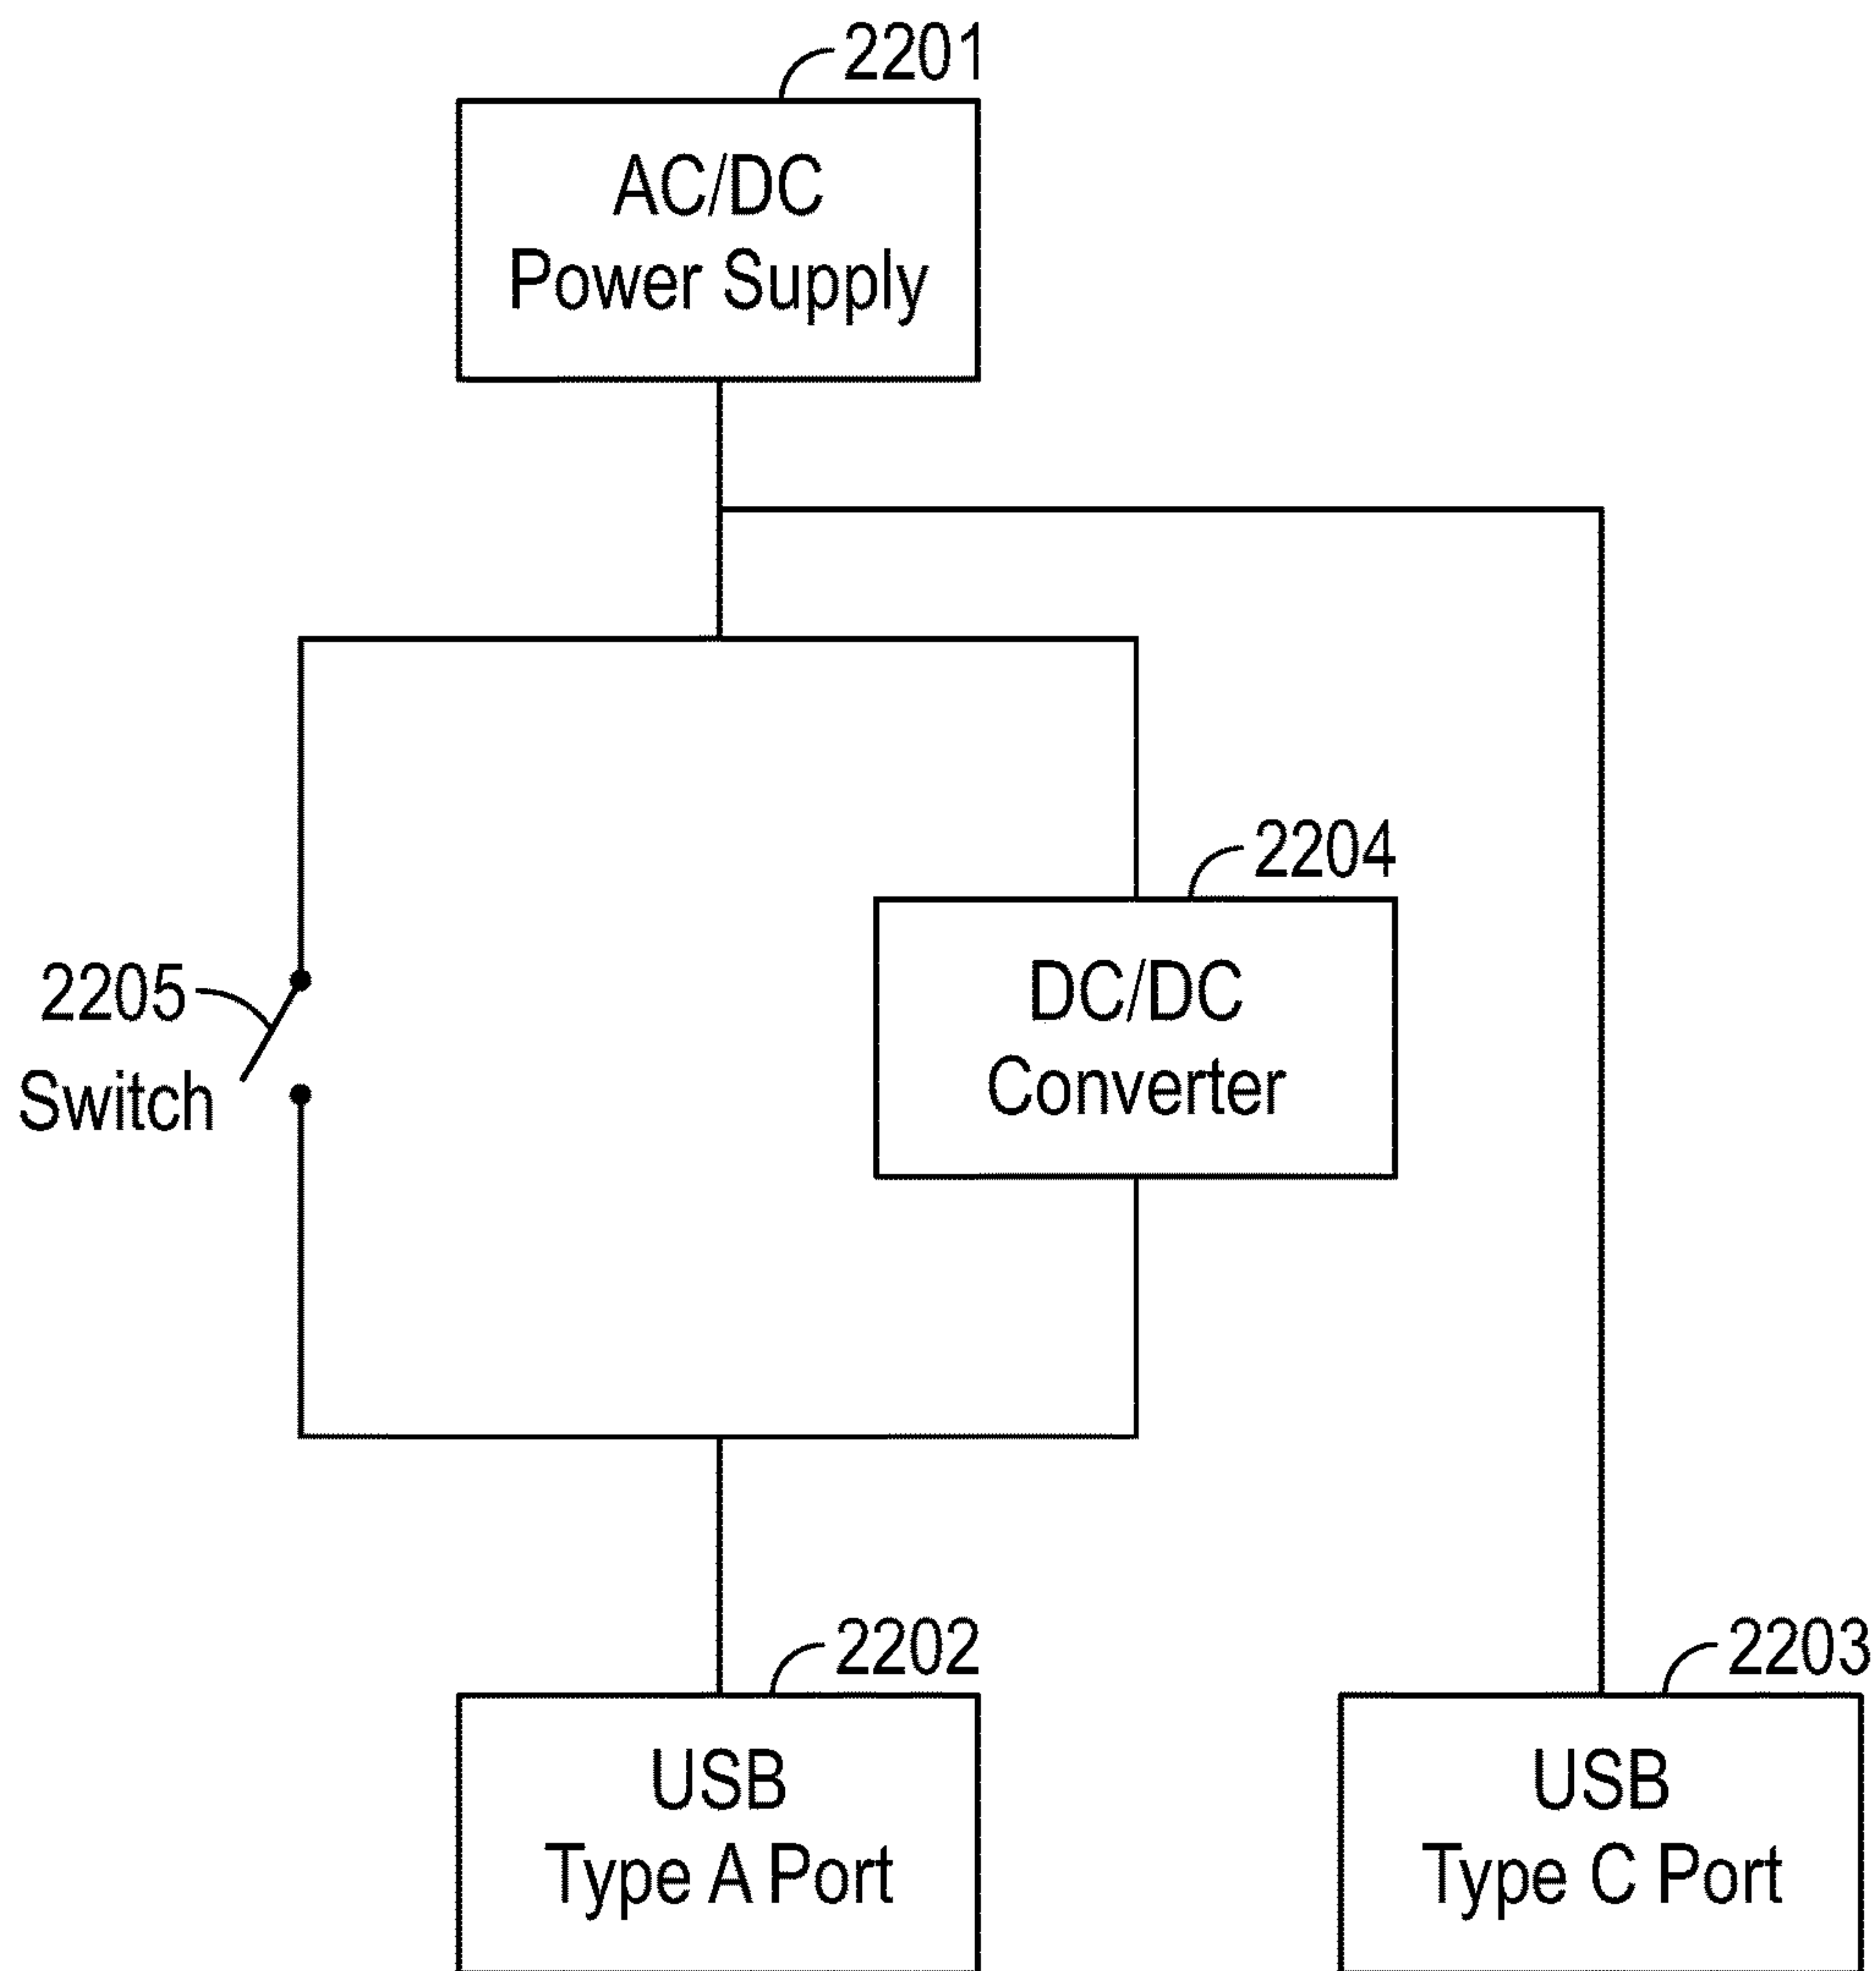 2201
AC/DC
Power Supply
2204
DC/DC
Converter
2205
Switch
2202
USB
Type A Port
2203
USB
Type C Port